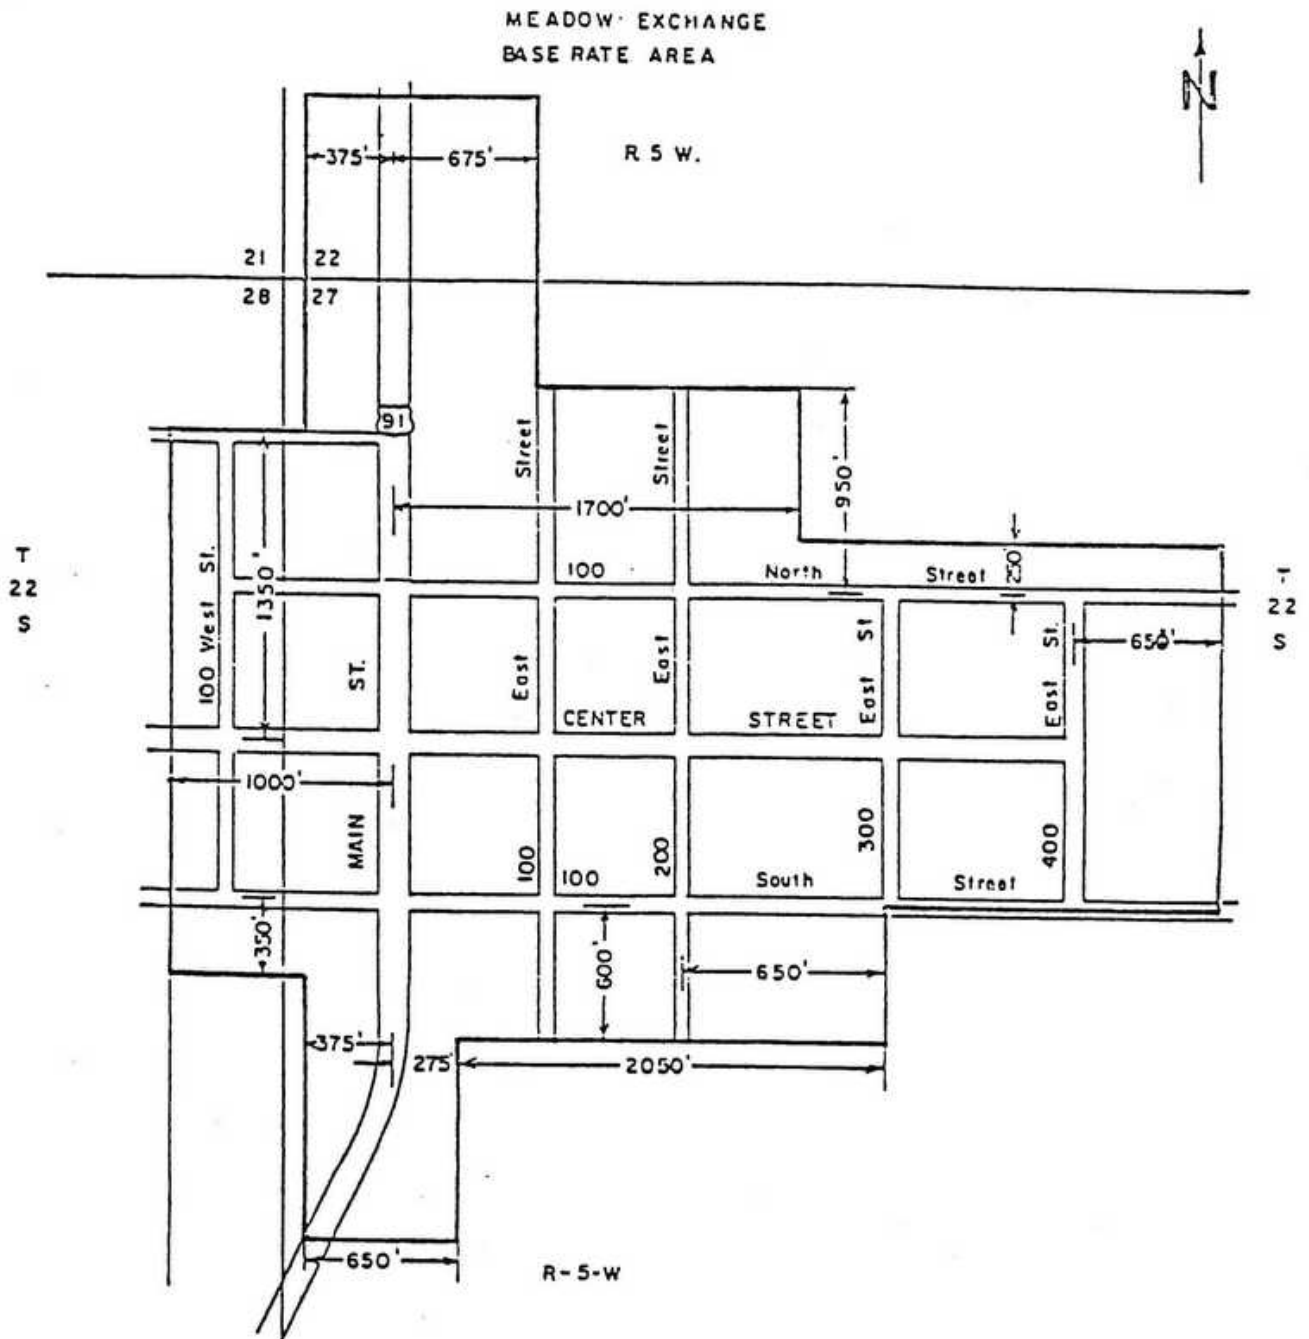 MEADOW EXCHANGE
BASE RATE AREA
N
R 5 W.
375'
675'
21
22
28
27
91
Street
Street
950'
1700'
T
22
S
100 West St.
1350'
100
North
Street
250'
T
22
S
ST.
East
East
East St
East St.
650'
CENTER
STREET
1000'
MAIN
100
200
300
400
100
South
Street
350'
600'
650'
375'
275'
2050'
650'
R-5-W